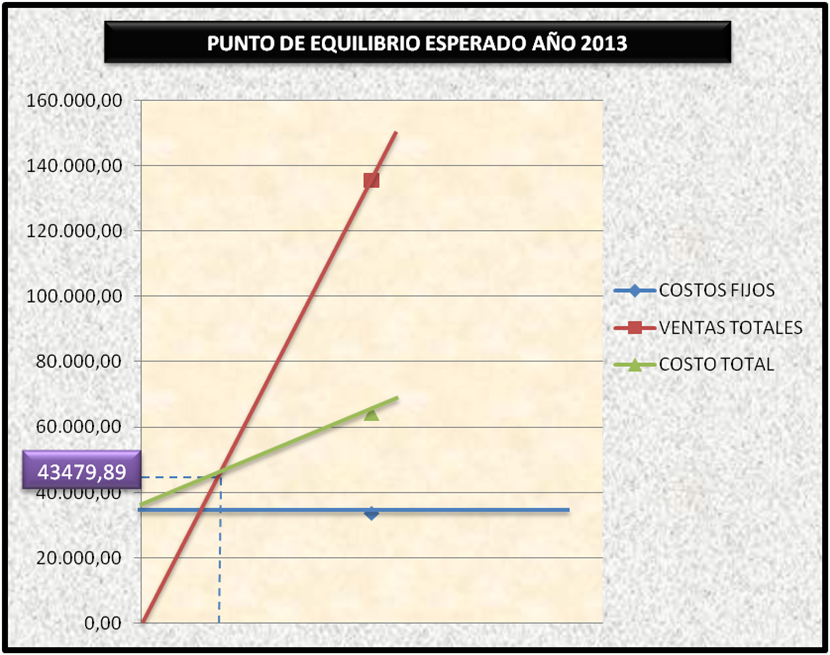 PUNTO DE EQUILIBRIO ESPERADO AÑO 2013
160.000,00
140.000,00
120.000,00
100.000,00
80.000,00
60.000,00
43479,89
40.000,00
20.000,00
0,00
COSTOS FIJOS
VENTAS TOTALES
COSTO TOTAL